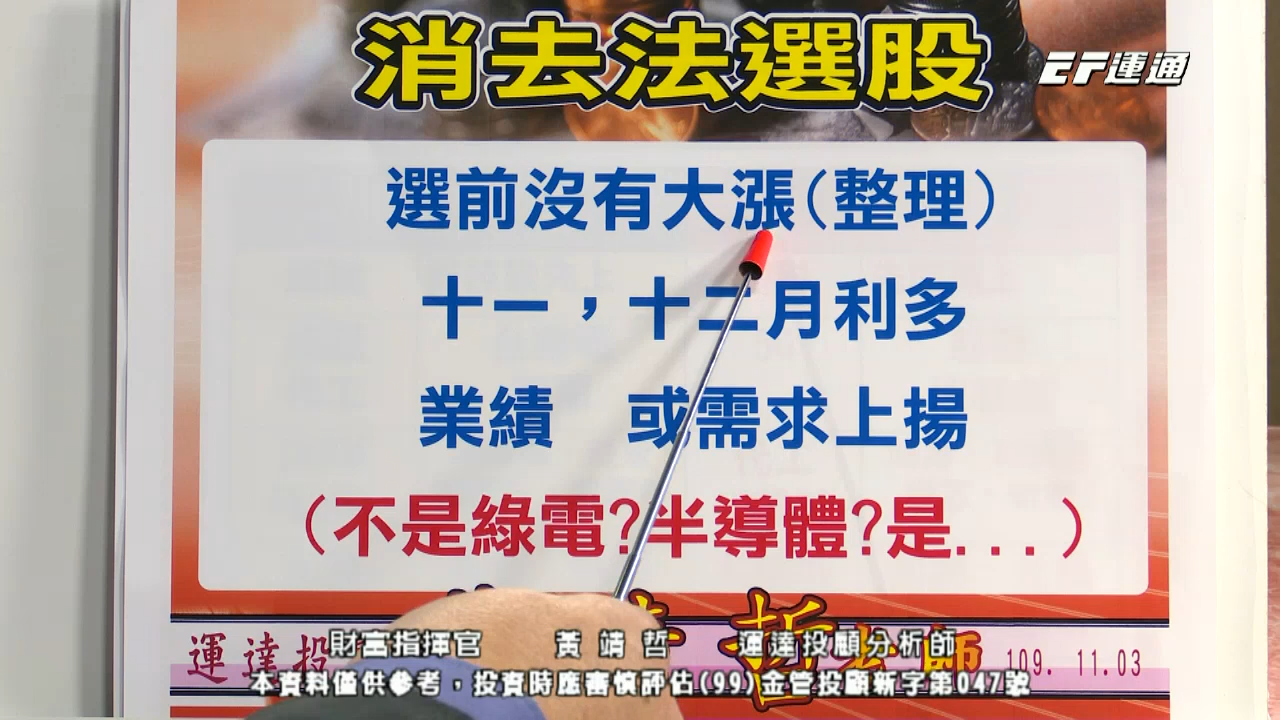 消去法選股
EF運通
選前沒有大漲(整理)
十一，十二月利多
業績　或需求上揚
(不是綠電?半導體?是...)
運達投 哲老師 109. 11.03
財富指揮官 黃靖哲 運達投顧分析師
本資料僅供參考，投資時應審慎評估(99)金管投顧新字第047號